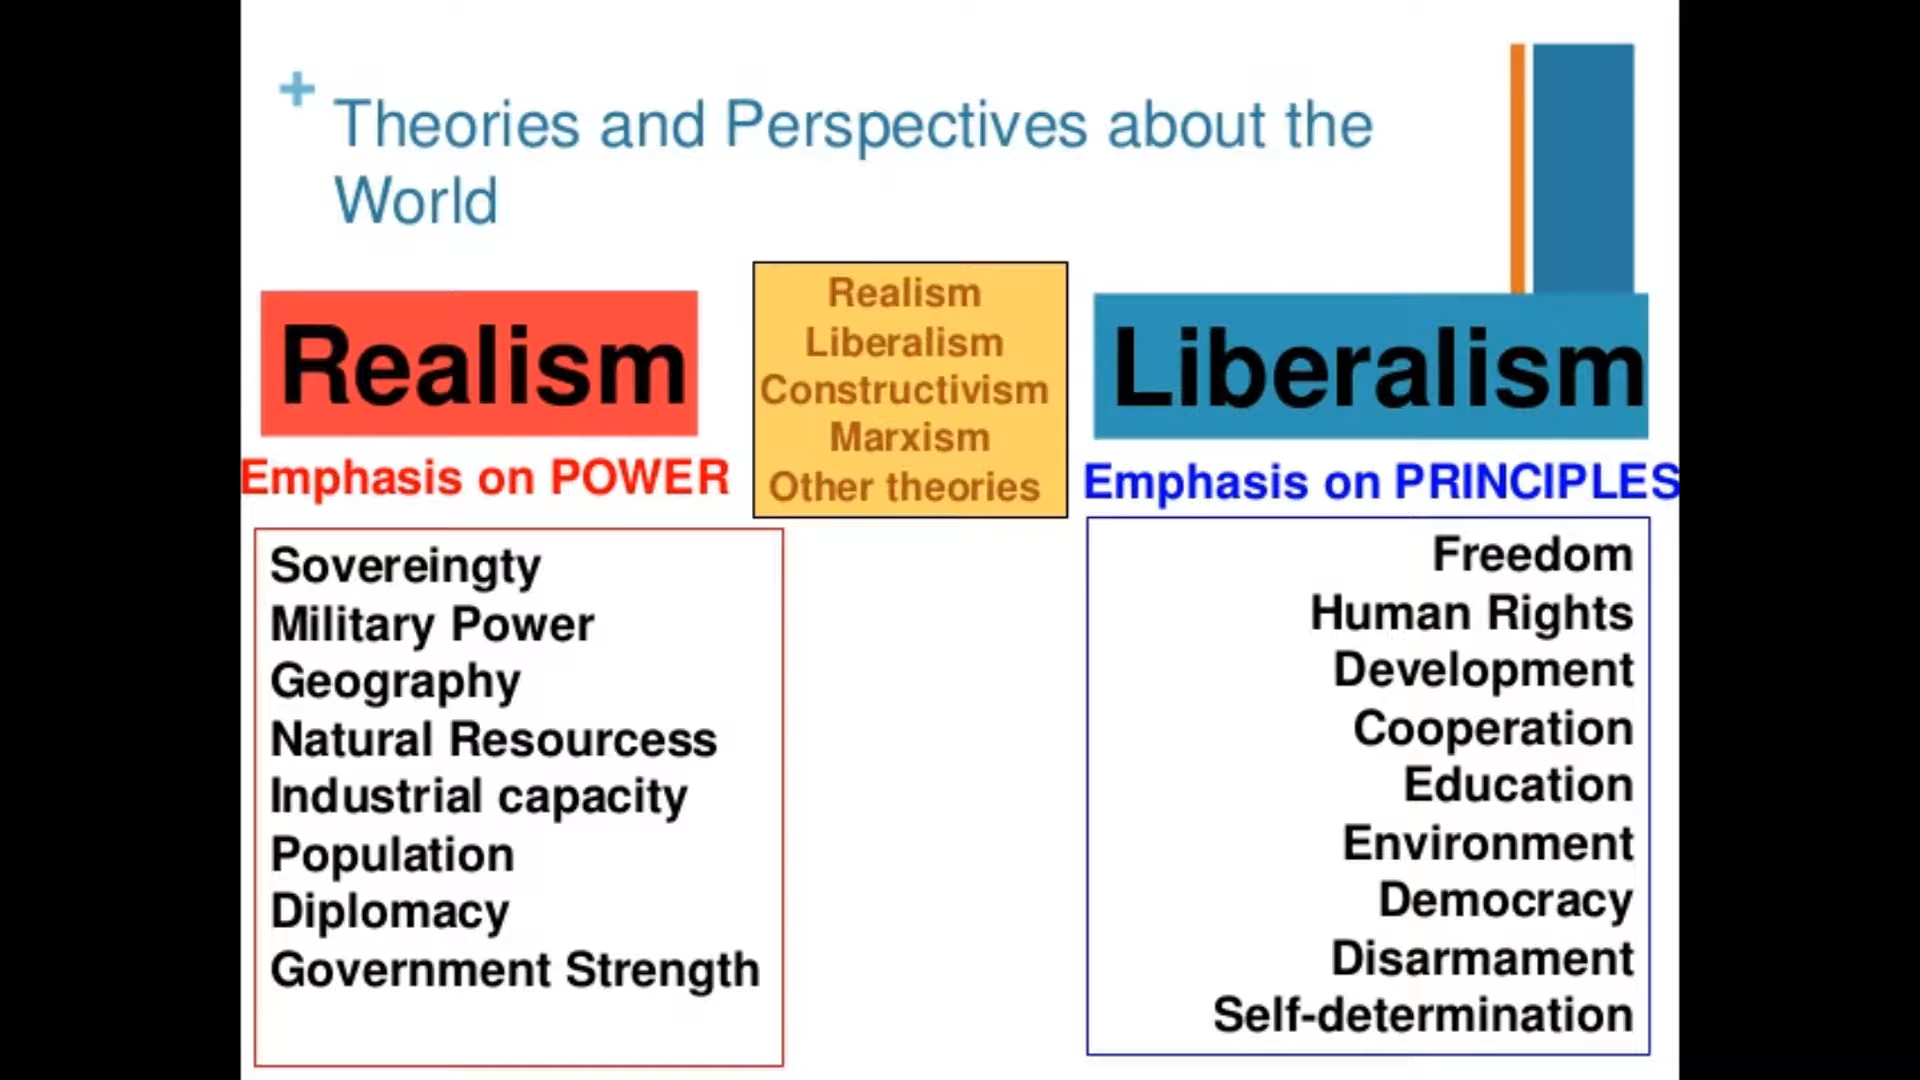 +
Theories and Perspectives about the
World
Realism
Emphasis on POWER
Sovereingty
Military Power
Geography
Natural Resourcess
Industrial capacity
Population
Diplomacy
Government Strength
Realism
Liberalism
Constructivism
Marxism
Other theories
Liberalism
Emphasis on PRINCIPLES
Freedom
Human Rights
Development
Cooperation
Education
Environment
Democracy
Disarmament
Self-determination